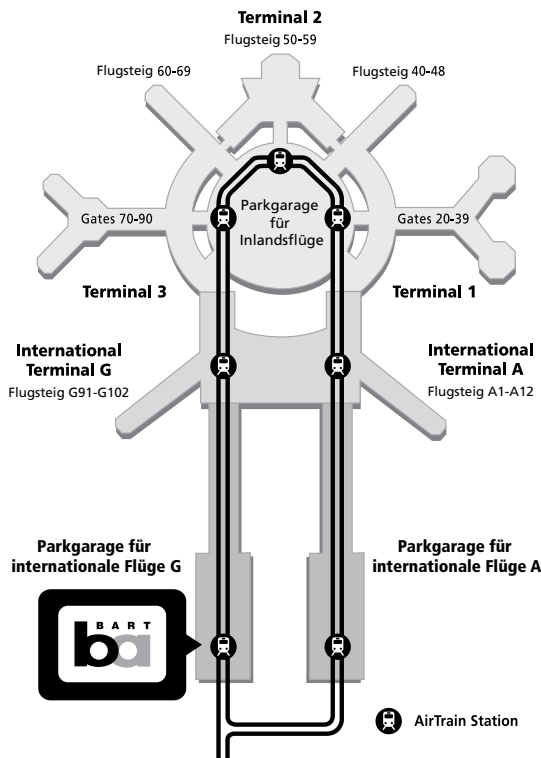 Terminal 2
Flugsteig 50-59
Flugsteig 60-69
Flugsteig 40-48
Parkgarage
für
Inlandsflüge
Gates 70-90
Gates 20-39
Terminal 3
Terminal 1
International
Terminal G
Flugsteig G91-G102
International
Terminal A
Flugsteig A1-A12
Parkgarage für
internationale Flüge G
Parkgarage für
internationale Flüge A
BART
ba
AirTrain Station